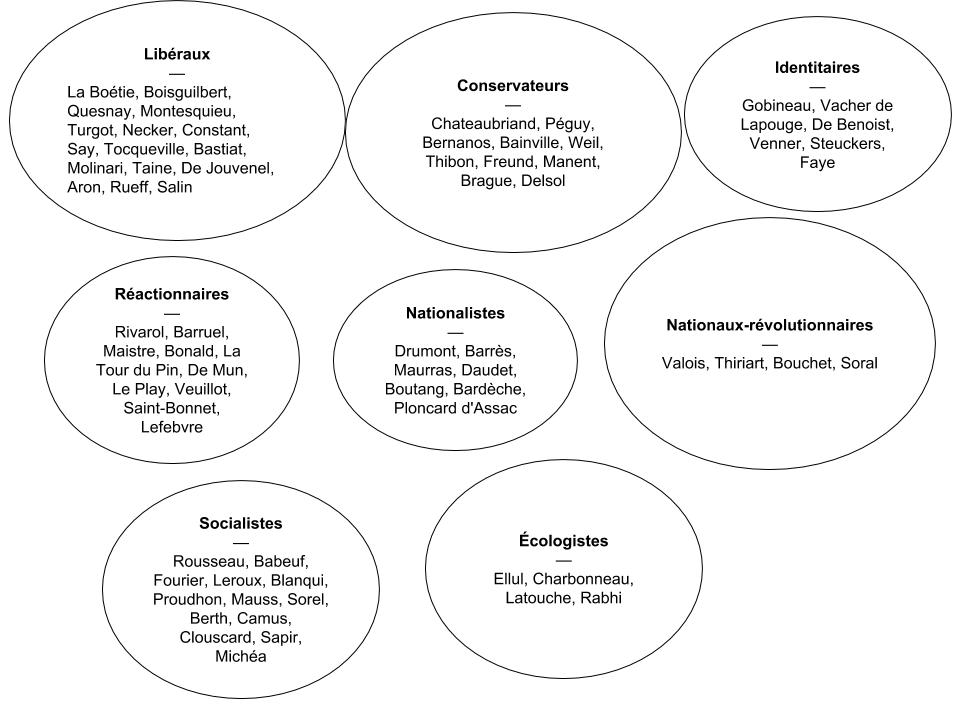 Libéraux
—
La Boétie, Boisguilbert,
Quesnay, Montesquieu,
Turgot, Necker, Constant,
Say, Tocqueville, Bastiat,
Molinari, Taine, De Jouvenel,
Aron, Rueff, Salin
Conservateurs
—
Chateaubriand, Péguy,
Bernanos, Bainville, Weil,
Thibon, Freund, Manent,
Brague, Delsol
Identitaires
—
Gobineau, Vacher de
Lapouge, De Benoist,
Venner, Steuckers,
Faye
Réactionnaires
—
Rivarol, Barruel,
Maistre, Bonald, La
Tour du Pin, De Mun,
Le Play, Veuillot,
Saint-Bonnet,
Lefebvre
Nationalistes
—
Drumont, Barrès,
Maurras, Daudet,
Boutang, Bardèche,
Ploncard d'Assac
Nationaux-révolutionnaires
—
Valois, Thiriart, Bouchet, Soral
Socialistes
—
Rousseau, Babeuf,
Fourier, Leroux, Blanqui,
Proudhon, Mauss, Sorel,
Berth, Camus,
Clouscard, Sapir,
Michéa
Écologistes
—
Ellul, Charbonneau,
Latouche, Rabhi